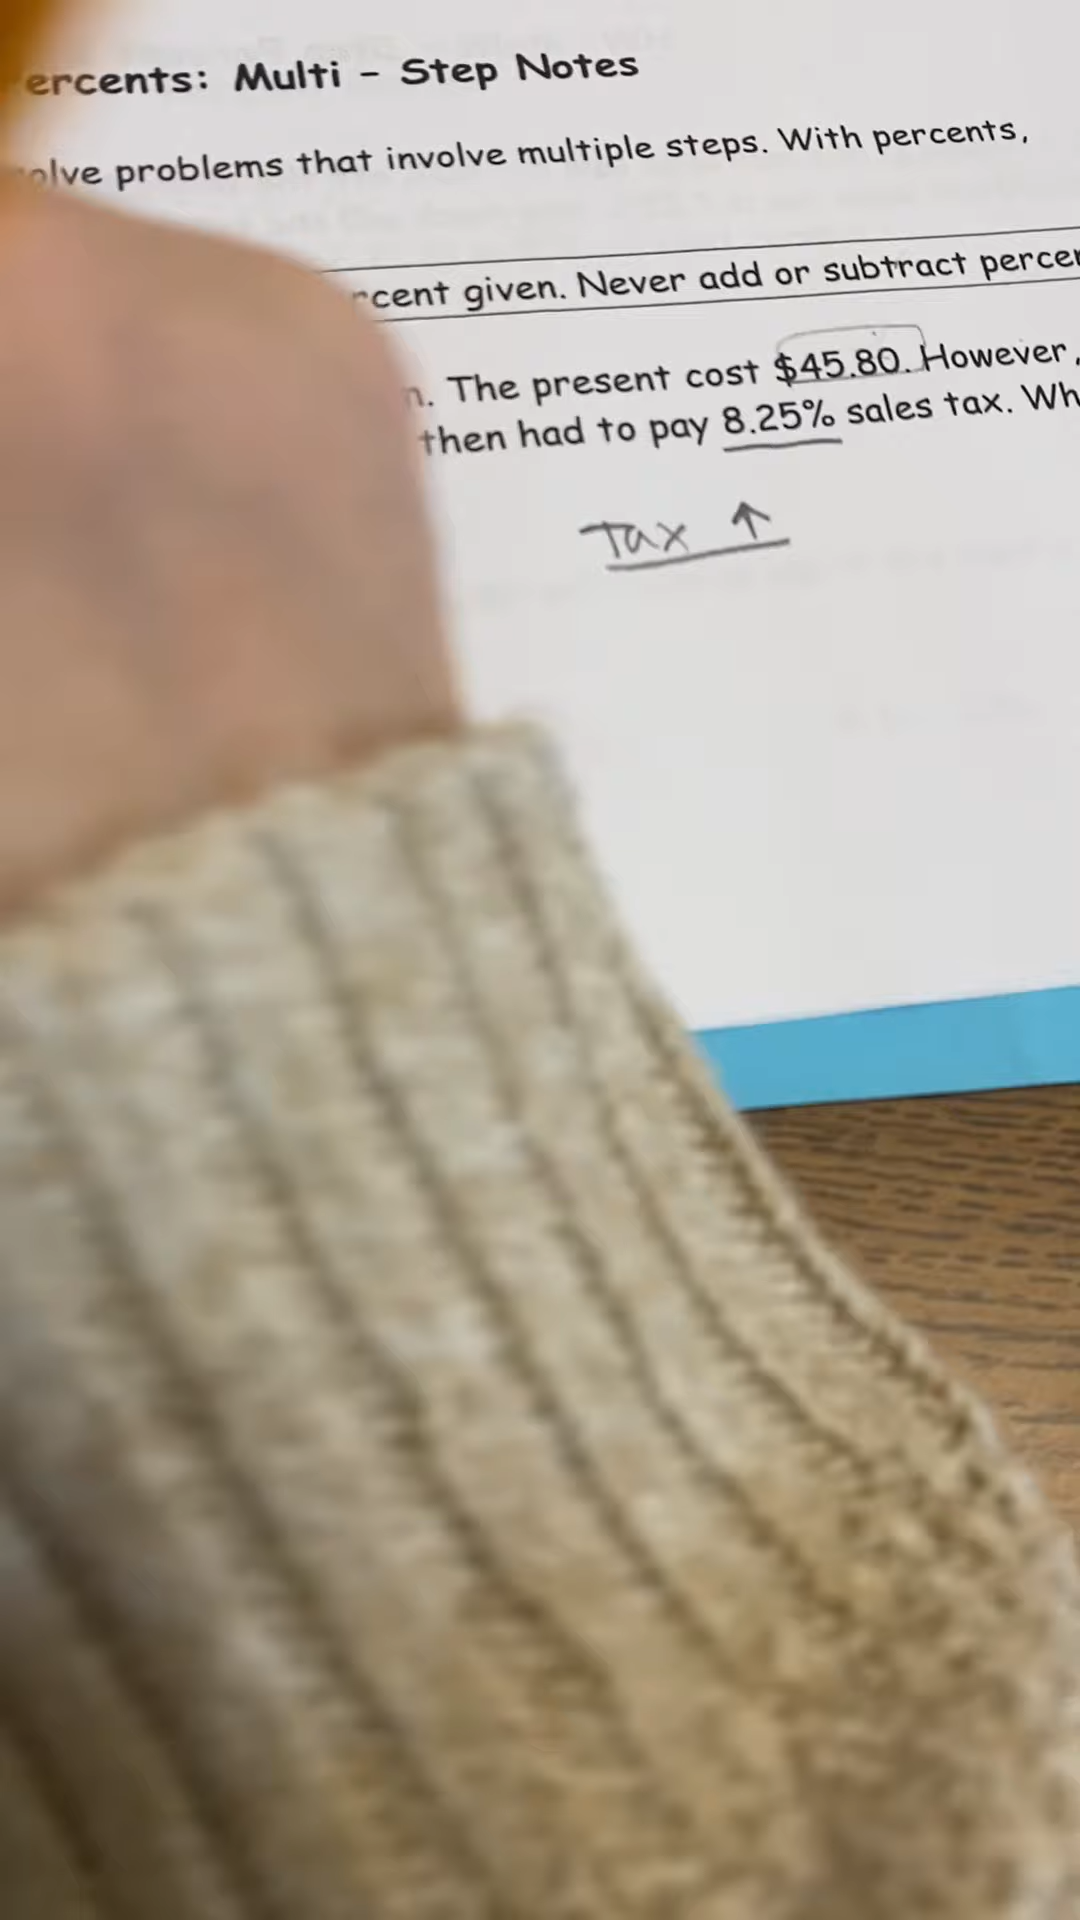 ercents: Multi - Step Notes
olve problems that involve multiple steps. With percents,
cent given. Never add or subtract percen
n. The present cost $45.80. However,
then had to pay 8.25% sales tax. Wh
Tax ↑